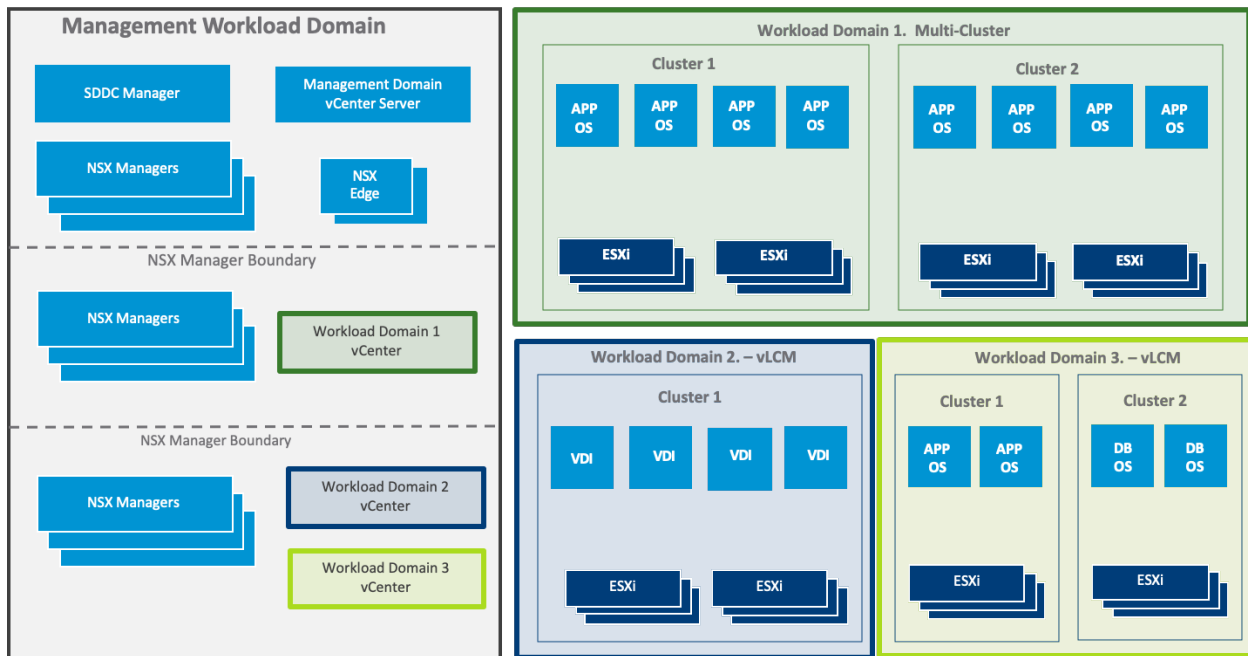 Management Workload Domain
SDDC Manager
Management Domain
vCenter Server
NSX Managers
NSX
Edge
NSX Manager Boundary
NSX Managers
Workload Domain 1
vCenter
NSX Manager Boundary
NSX Managers
Workload Domain 2
vCenter
Workload Domain 3
vCenter
Workload Domain 1. Multi-Cluster
Cluster 1
APP
OS
APP
OS
APP
OS
APP
OS
ESXi
ESXi
Cluster 2
APP
OS
APP
OS
APP
OS
APP
OS
ESXi
ESXi
Workload Domain 2. – vLCM
Cluster 1
VDI
VDI
VDI
VDI
ESXi
ESXi
Workload Domain 3. – vLCM
Cluster 1
APP
OS
APP
OS
ESXi
Cluster 2
DB
OS
DB
OS
ESXi